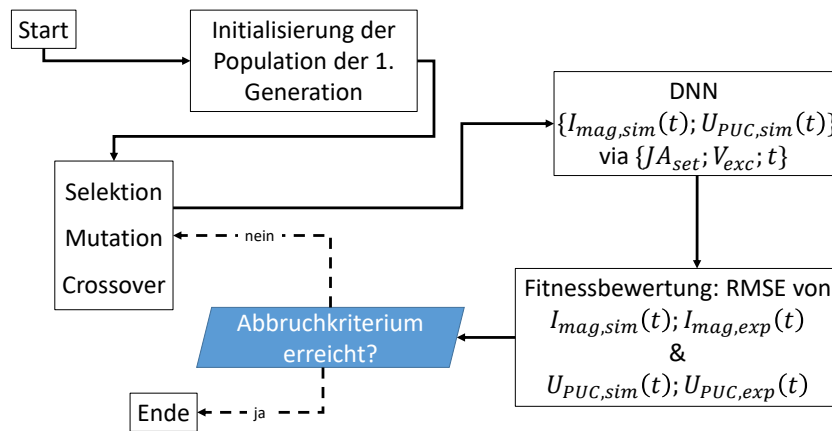 Start
Initialisierung der
Population der 1.
Generation
DNN
{I_{mag,sim}(t); U_{PUC,sim}(t)}
via {JA_{set}; V_{exc}; t}
Selektion
Mutation
Crossover
nein
Fitnessbewertung: RMSE von
I_{mag,sim}(t); I_{mag,exp}(t)
&
U_{PUC,sim}(t); U_{PUC,exp}(t)
Abbruchkriterium
erreicht?
ja
Ende